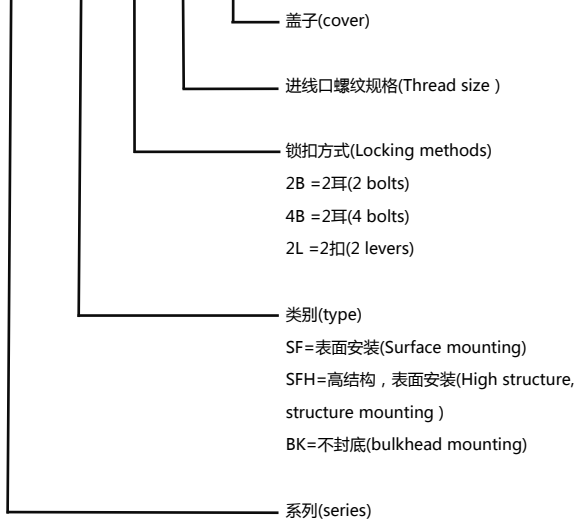 盖子(cover)
进线口螺纹规格(Thread size )
锁扣方式(Locking methods)
2B =2耳(2 bolts)
4B =2耳(4 bolts)
2L =2扣(2 levers)
类别(type)
SF=表面安装(Surface mounting)
SFH=高结构，表面安装(High structure,
structure mounting )
BK=不封底(bulkhead mounting)
系列(series)